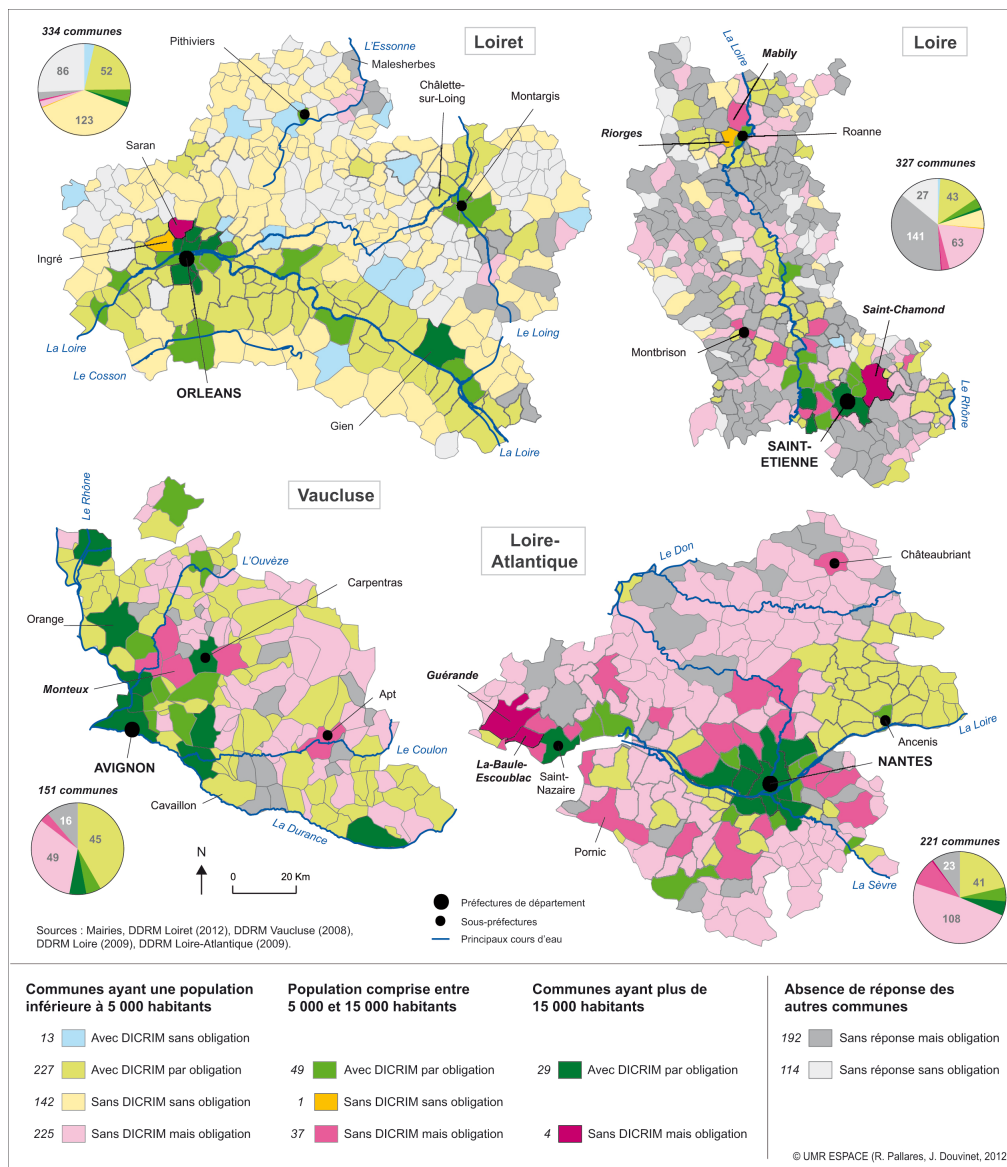 334 communes
Pithiviers
L'Essonne
Malesherbes
Loiret
Châlette-
sur-Loing
Montargis
86
52
123
Saran
Ingré
La Loire
Le Cosson
ORLEANS
Gien
Le Loing
La Loire
La Loire
Mabily
Loire
Riorges
Roanne
327 communes
27
43
141
63
Saint-Chamond
Montbrison
Le Rhône
SAINT-
ETIENNE
Le Rhône
Vaucluse
L'Ouvèze
Carpentras
Orange
Monteux
Apt
Le Coulon
AVIGNON
Cavaillon
La Durance
151 communes
16
45
49
N
0
20 Km
Loire-
Atlantique
Le Don
Châteaubriant
Guérande
La Loire
Ancenis
NANTES
La-Baule-
Escoublac
Saint-
Nazaire
Pornic
La Sèvre
221 communes
23
41
108
Préfectures de département
Sous-préfectures
Principaux cours d'eau
Sources : Mairies, DDRM Loiret (2012), DDRM Vaucluse (2008),
DDRM Loire (2009), DDRM Loire-Atlantique (2009).
Communes ayant une population
inférieure à 5 000 habitants
13 Avec DICRIM sans obligation
227 Avec DICRIM par obligation
142 Sans DICRIM sans obligation
225 Sans DICRIM mais obligation
Population comprise entre
5 000 et 15 000 habitants
49 Avec DICRIM par obligation
1 Sans DICRIM sans obligation
37 Sans DICRIM mais obligation
Communes ayant plus de
15 000 habitants
29 Avec DICRIM par obligation
4 Sans DICRIM mais obligation
Absence de réponse des
autres communes
192 Sans réponse mais obligation
114 Sans réponse sans obligation
© UMR ESPACE (R. Pallares, J. Douvinet, 2012